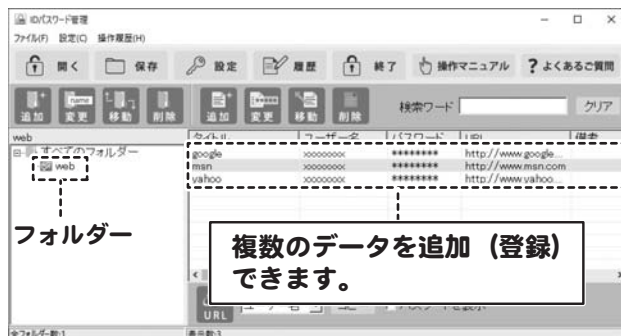 ID/パスワード管理
ファイル(F) 設定(C) 操作履歴(H)
開く 保存 設定 履歴 終了 操作マニュアル ? よくあるご質問
追加 変更 移動 削除 追加 変更 移動 削除 検索ワード クリア
web
タイトル ユーザー名 パスワード URL 備考
すべてのフォルダー
web
google xxxxxxxx ******** http://www.google...
msn xxxxxxxx ******** http://www.msn.com
yahoo xxxxxxxx ******** http://www.yahoo...
フォルダー
複数のデータを追加（登録）
できます。
URL
全フォルダー数:1 表示数:3